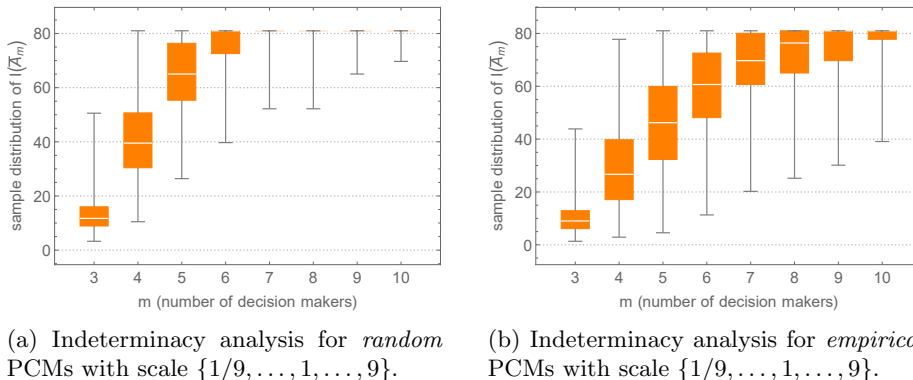 80
60
40
20
0
sample distribution of I(A̅ₘ)
3 4 5 6 7 8 9 10
m (number of decision makers)
80
60
40
20
0
sample distribution of I(A̅ₘ)
3 4 5 6 7 8 9 10
m (number of decision makers)
(a) Indeterminacy analysis for random
PCMs with scale {1/9, . . . , 1, . . . , 9}.
(b) Indeterminacy analysis for empirica
PCMs with scale {1/9, . . . , 1, . . . , 9}.